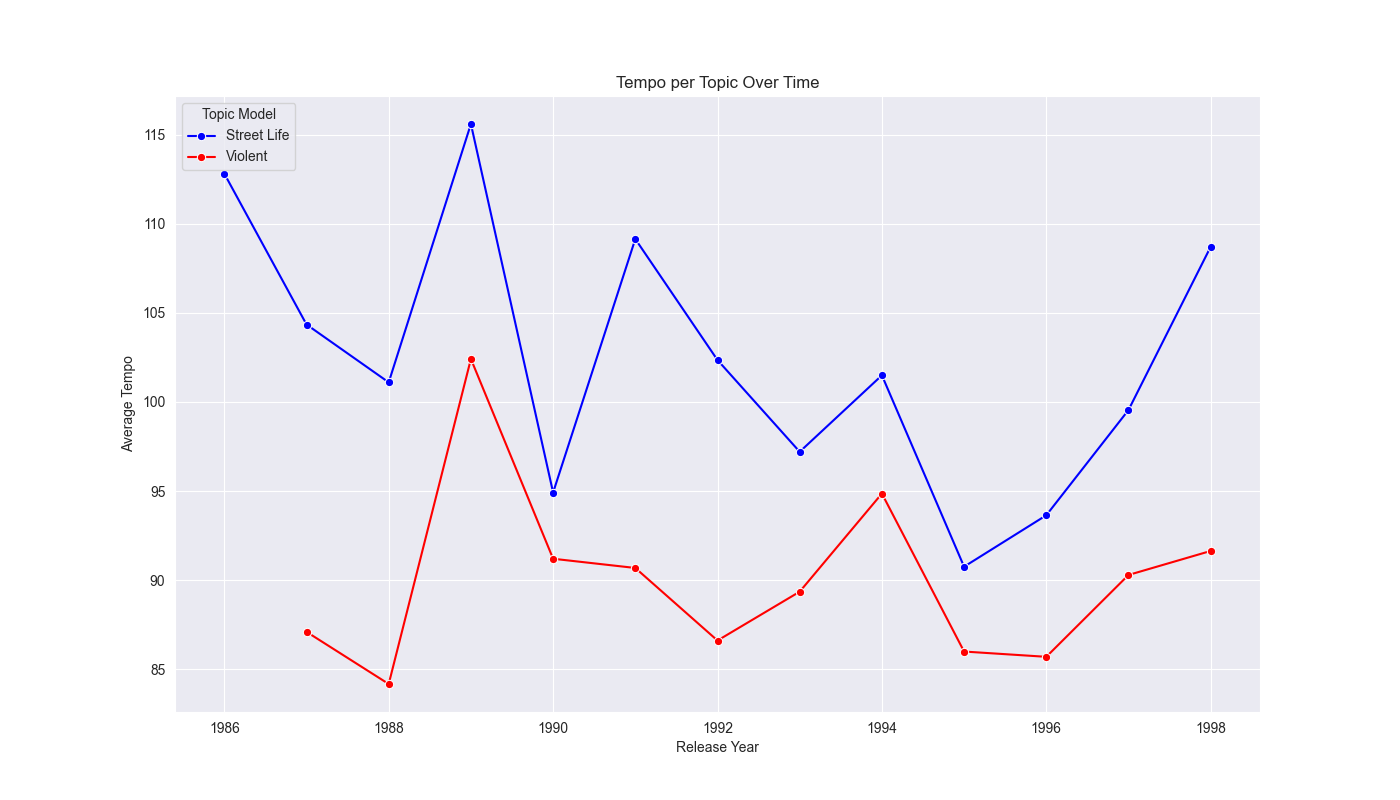 Tempo per Topic Over Time
Topic Model
Street Life
Violent
115
110
105
100
95
90
85
Average Tempo
1986 1988 1990 1992 1994 1996 1998
Release Year